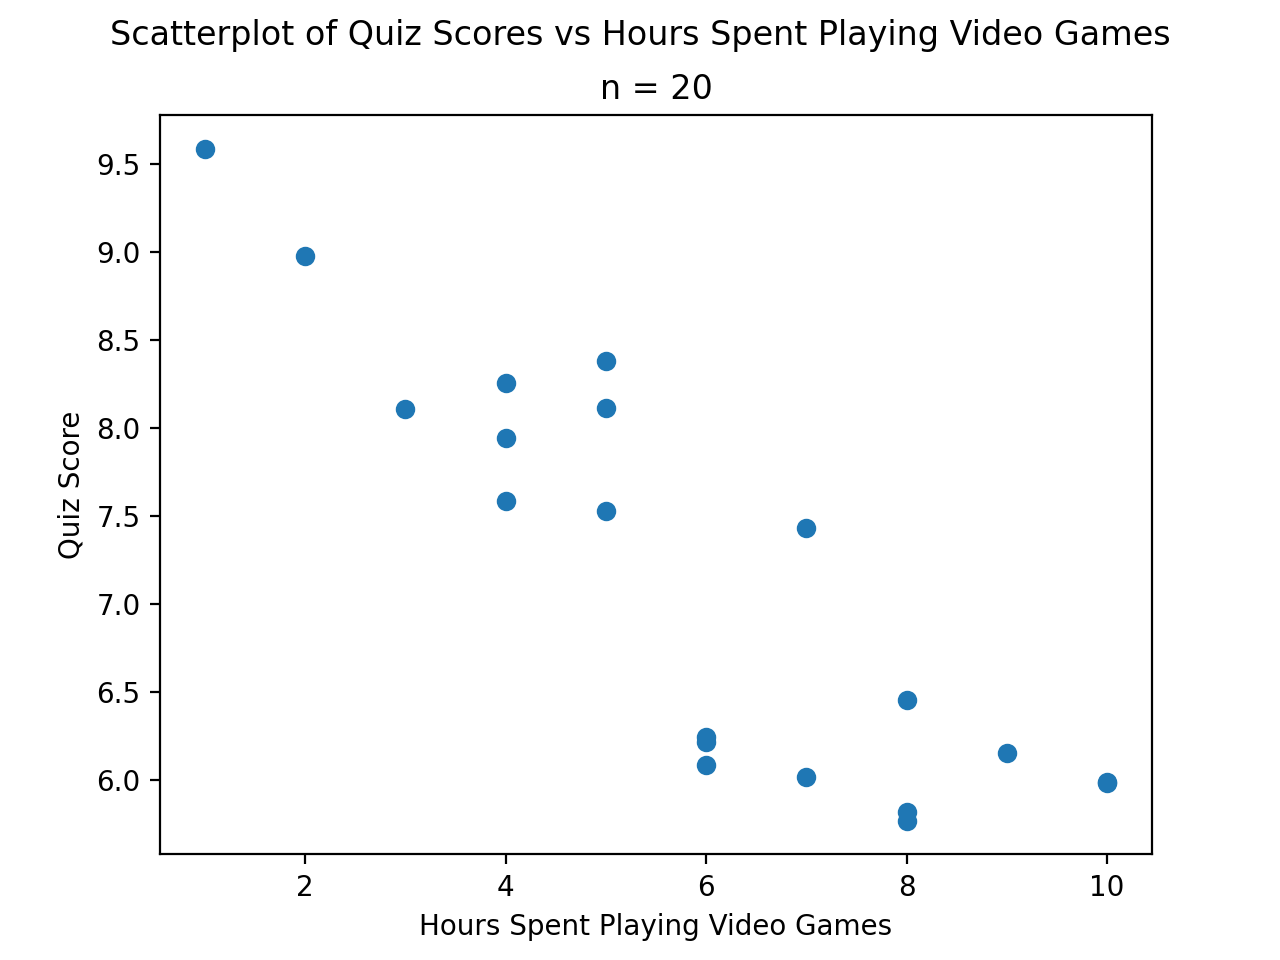 Scatterplot of Quiz Scores vs Hours Spent Playing Video Games
n = 20
9.5
9.0
8.5
8.0
7.5
7.0
6.5
6.0
Quiz Score
2 4 6 8 10
Hours Spent Playing Video Games